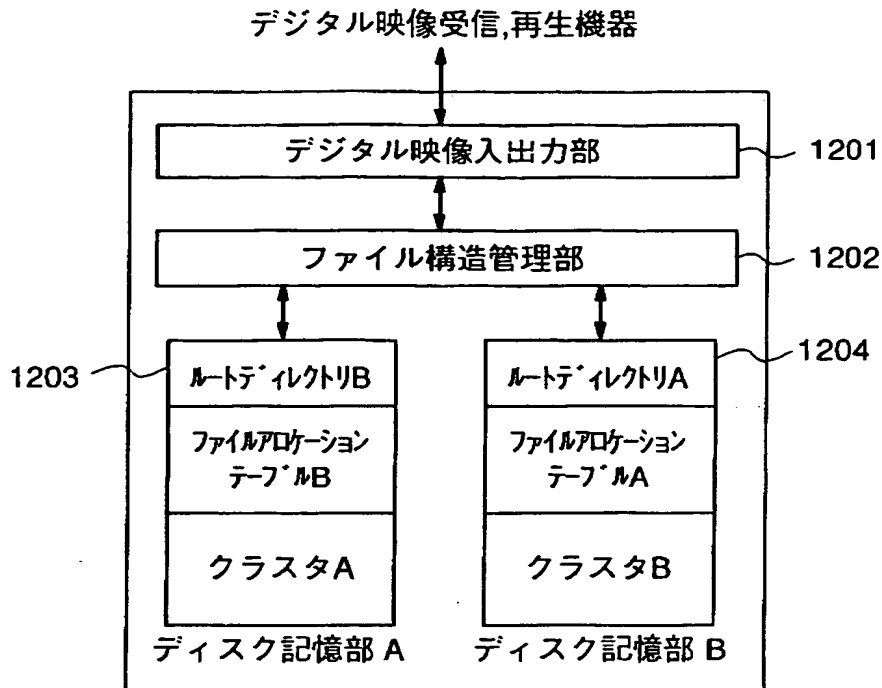 デジタル映像受信,再生機器
デジタル映像入出力部
1201
ファイル構造管理部
1202
1203
ルートディレクトリB
ファイルアロケーション
テーブルB
クラスタA
ディスク記憶部 A
1204
ルートディレクトリA
ファイルアロケーション
テーブルA
クラスタB
ディスク記憶部 B